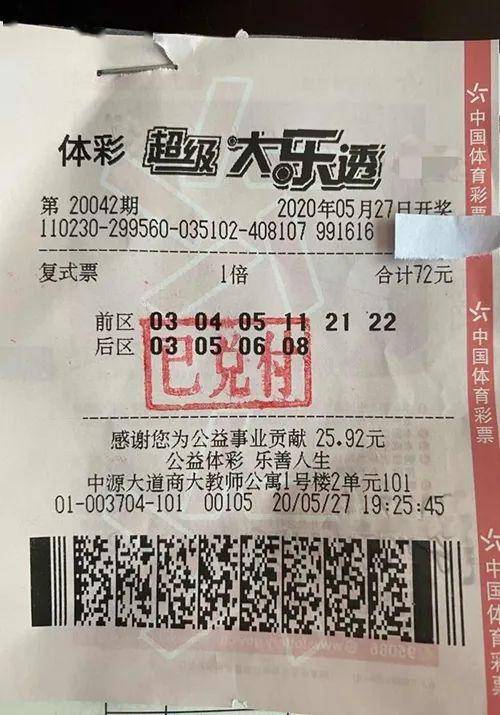 体彩 超级大乐透
第 20042期 2020年05月27日开奖
110230-299560-035102-408107 991616
复式票 1倍 合计72元
前区 03 04 05 11 21 22
后区 03 05 06 08
已兑付
感谢您为公益事业贡献 25.92元
公益体彩 乐善人生
中源大道商大教师公寓1号楼2单元101
01-003704-101 00105 20/05/27 19:25:45
中国体育彩票
中国体育彩票
中国体育彩票